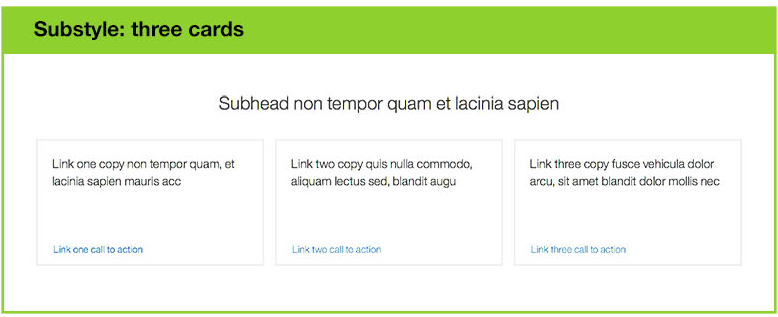 Substyle: three cards
Subhead non tempor quam et lacinia sapien
Link one copy non tempor quam, et
lacinia sapien mauris acc
Link one call to action
Link two copy quis nulla commodo,
aliquam lectus sed, blandit augu
Link two call to action
Link three copy fusce vehicula dolor
arcu, sit amet blandit dolor mollis nec
Link three call to action